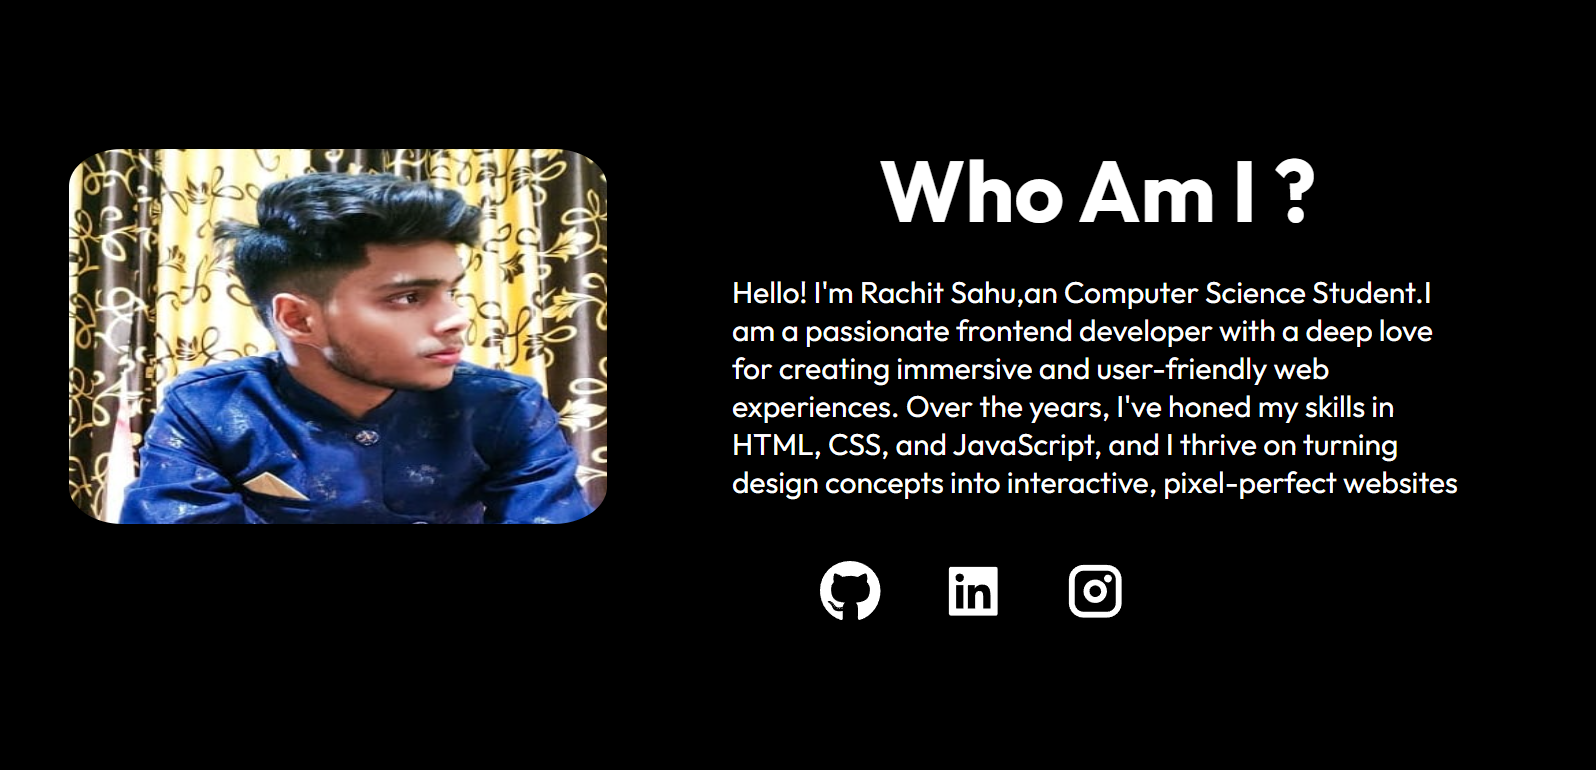 Who Am I ?
Hello! I'm Rachit Sahu,an Computer Science Student.I
am a passionate frontend developer with a deep love
for creating immersive and user-friendly web
experiences. Over the years, I've honed my skills in
HTML, CSS, and JavaScript, and I thrive on turning
design concepts into interactive, pixel-perfect websites
in